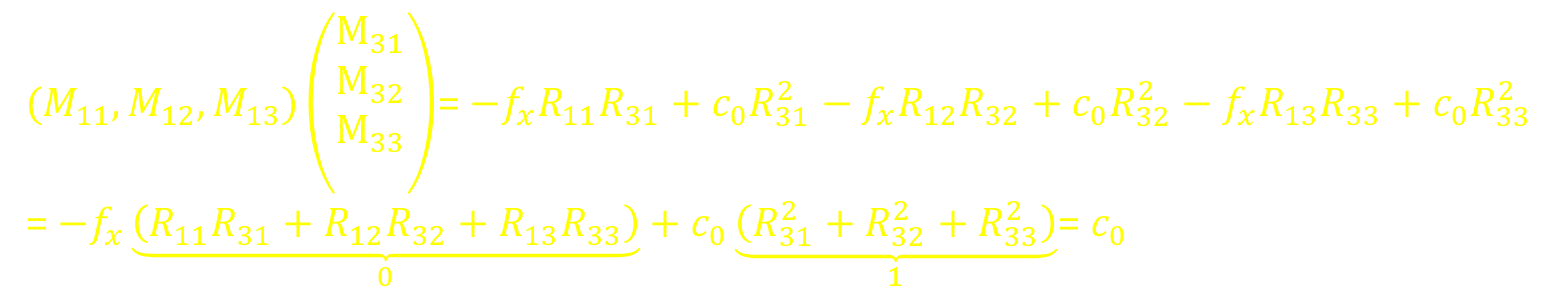 (M₁₁, M₁₂, M₁₃) (M₃₁ M₃₂ M₃₃) = −fₓR₁₁R₃₁ + c₀R₃₁² − fₓR₁₂R₃₂ + c₀R₃₂² − fₓR₁₃R₃₃ + c₀R₃₃²
= −fₓ (R₁₁R₃₁ + R₁₂R₃₂ + R₁₃R₃₃) + c₀ (R₃₁² + R₃₂² + R₃₃²) = c₀
0 1